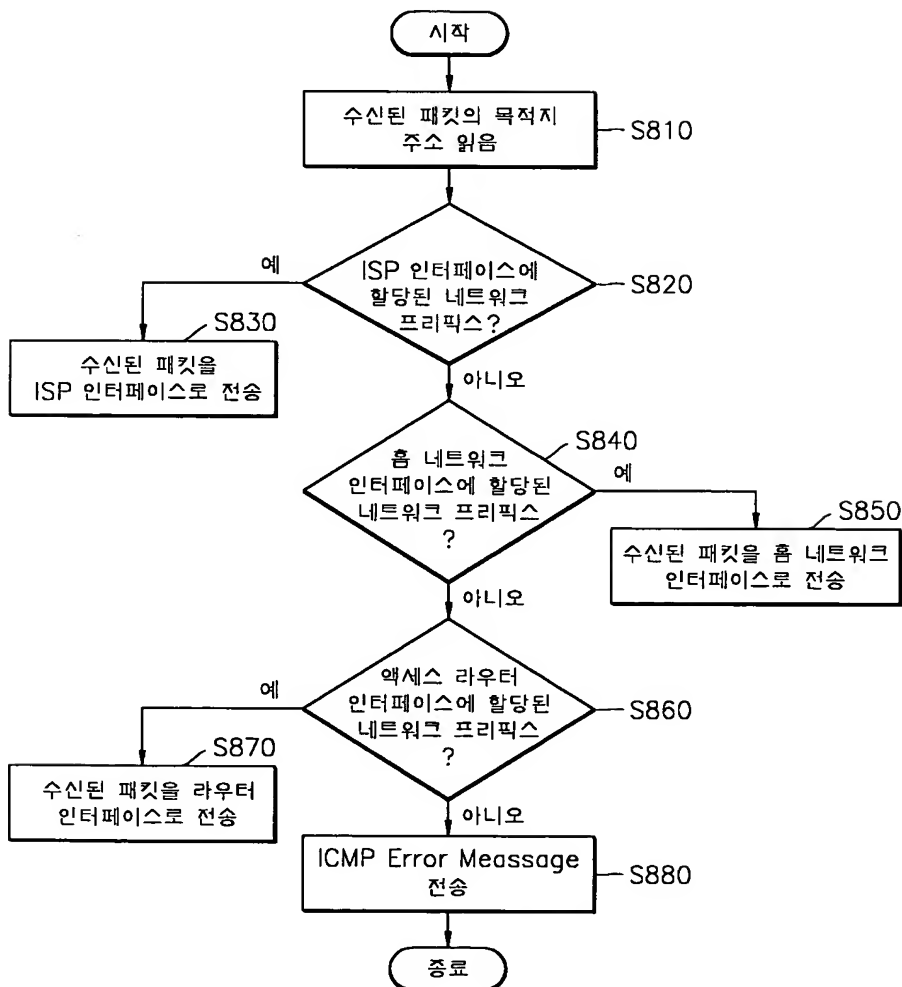 시작
수신된 패킷의 목적지
주소 읽음
S810
예
ISP 인터페이스에
할당된 네트워크
프리픽스?
S820
S830
수신된 패킷을
ISP 인터페이스로 전송
아니오
S840
홈 네트워크
인터페이스에 할당된
네트워크 프리픽스
?
예
S850
수신된 패킷을 홈 네트워크
인터페이스로 전송
아니오
예
액세스 라우터
인터페이스에 할당된
네트워크 프리픽스
?
S860
S870
수신된 패킷을 라우터
인터페이스로 전송
아니오
ICMP Error Meassage
전송
S880
종료